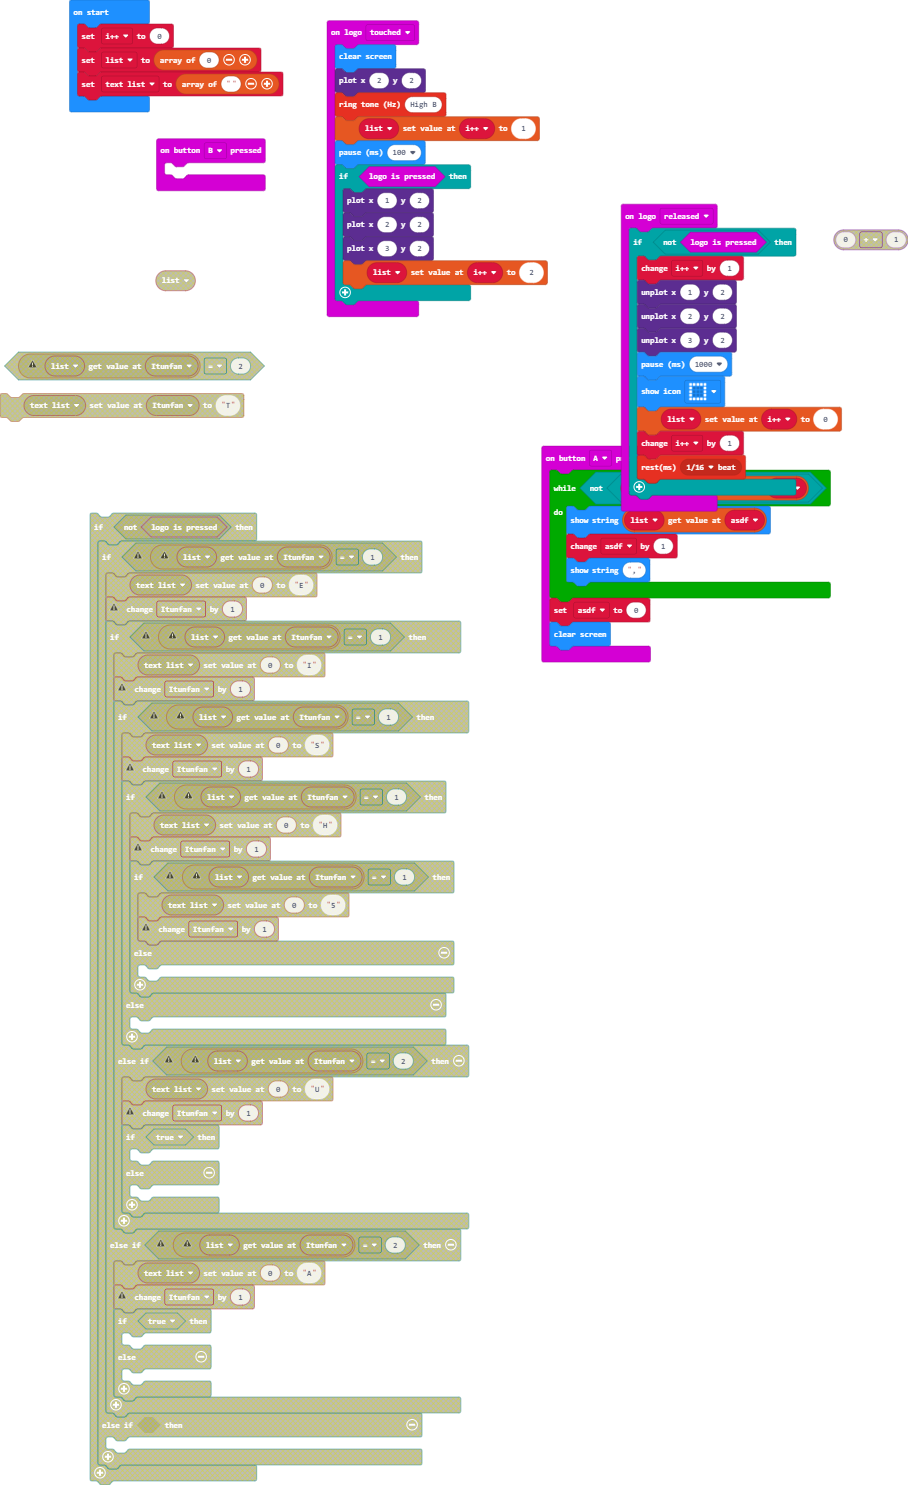 on start
set i++ to 0
set list to array of 0
set text list to array of " "
on button B pressed
list
list get value at Itunfan = 2
text list set value at Itunfan to "T"
on logo touched
clear screen
plot x 2 y 2
ring tone (Hz) High B
list set value at i++ to 1
pause (ms) 100
if logo is pressed then
plot x 1 y 2
plot x 2 y 2
plot x 3 y 2
list set value at i++ to 2
on logo released
if not logo is pressed then
change i++ by 1
unplot x 1 y 2
unplot x 2 y 2
unplot x 3 y 2
pause (ms) 1000
show icon
list set value at i++ to 0
change i++ by 1
rest(ms) 1/16 beat
0 + 1
on button A p
while not
do
show string list get value at asdf
change asdf by 1
show string ","
set asdf to 0
clear screen
if not logo is pressed then
if list get value at Itunfan = 1 then
text list set value at 0 to "E"
change Itunfan by 1
if list get value at Itunfan = 1 then
text list set value at 0 to "I"
change Itunfan by 1
if list get value at Itunfan = 1 then
text list set value at 0 to "S"
change Itunfan by 1
if list get value at Itunfan = 1 then
text list set value at 0 to "H"
change Itunfan by 1
if list get value at Itunfan = 1 then
text list set value at 0 to "5"
change Itunfan by 1
else
else
else if list get value at Itunfan = 2 then
text list set value at 0 to "U"
change Itunfan by 1
if true then
else
else if list get value at Itunfan = 2 then
text list set value at 0 to "A"
change Itunfan by 1
if true then
else
else if then